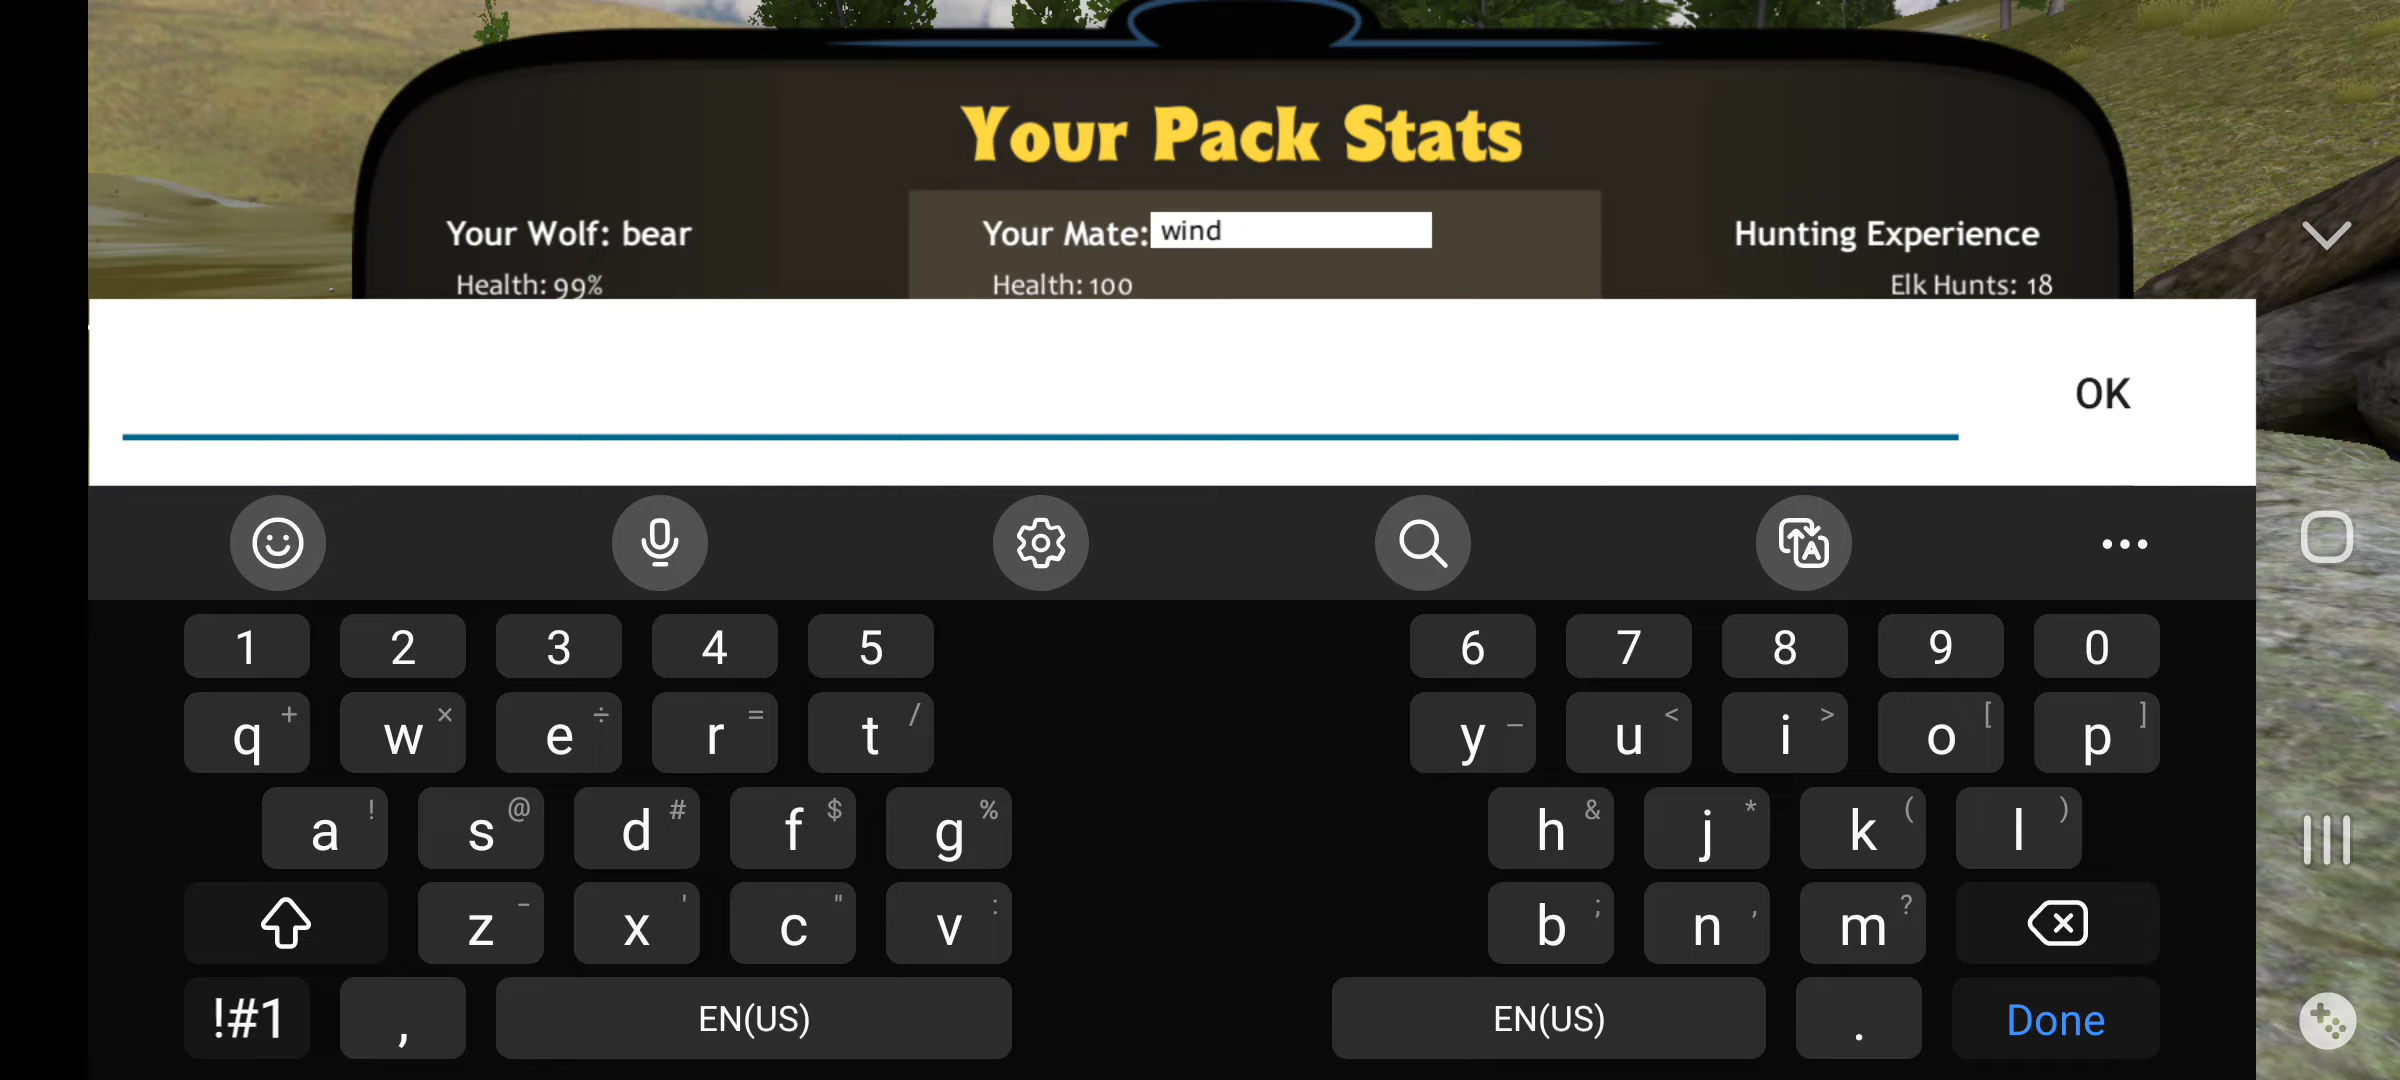 Your Pack Stats
Your Wolf: bear
Your Mate: wind
Hunting Experience
Health: 99%
Health: 100
Elk Hunts: 18
OK
1 2 3 4 5 6 7 8 9 0
q + w × e ÷ r = t / y _ u < i > o [ p ]
a ! s @ d # f $ g % h & j * k ( l )
z - x ' c " v : b ; n , m ?
!#1 , EN(US) EN(US) . Done